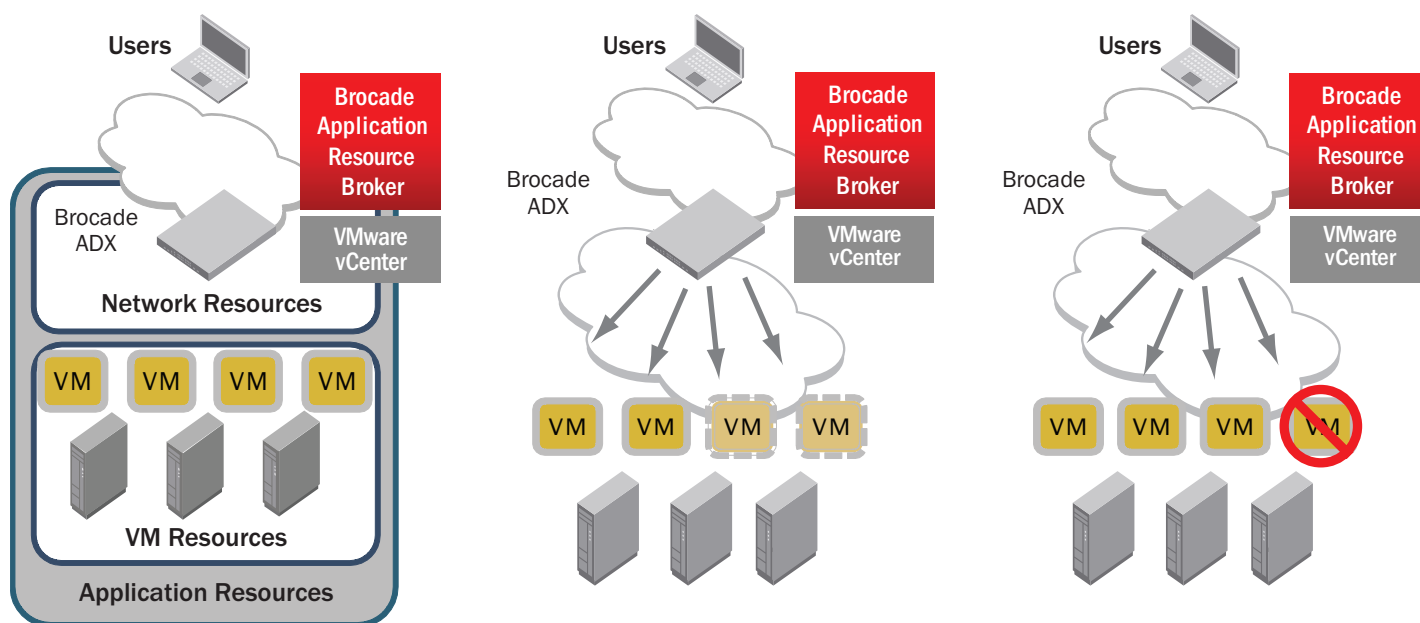 Users
Brocade
Application
Resource
Broker
Brocade
ADX
VMware
vCenter
Network Resources
VM
VM
VM
VM
VM Resources
Application Resources
Users
Brocade
Application
Resource
Broker
Brocade
ADX
VMware
vCenter
VM
VM
VM
VM
Users
Brocade
Application
Resource
Broker
Brocade
ADX
VMware
vCenter
VM
VM
VM
VM